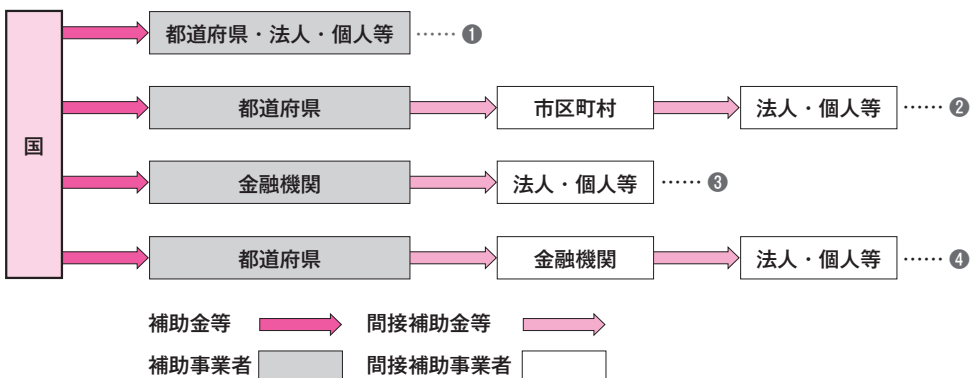 都道府県・法人・個人等 …… ❶
都道府県 市区町村 法人・個人等 …… ❷
国
金融機関 法人・個人等 …… ❸
都道府県 金融機関 法人・個人等 …… ❹
補助金等 間接補助金等
補助事業者 間接補助事業者